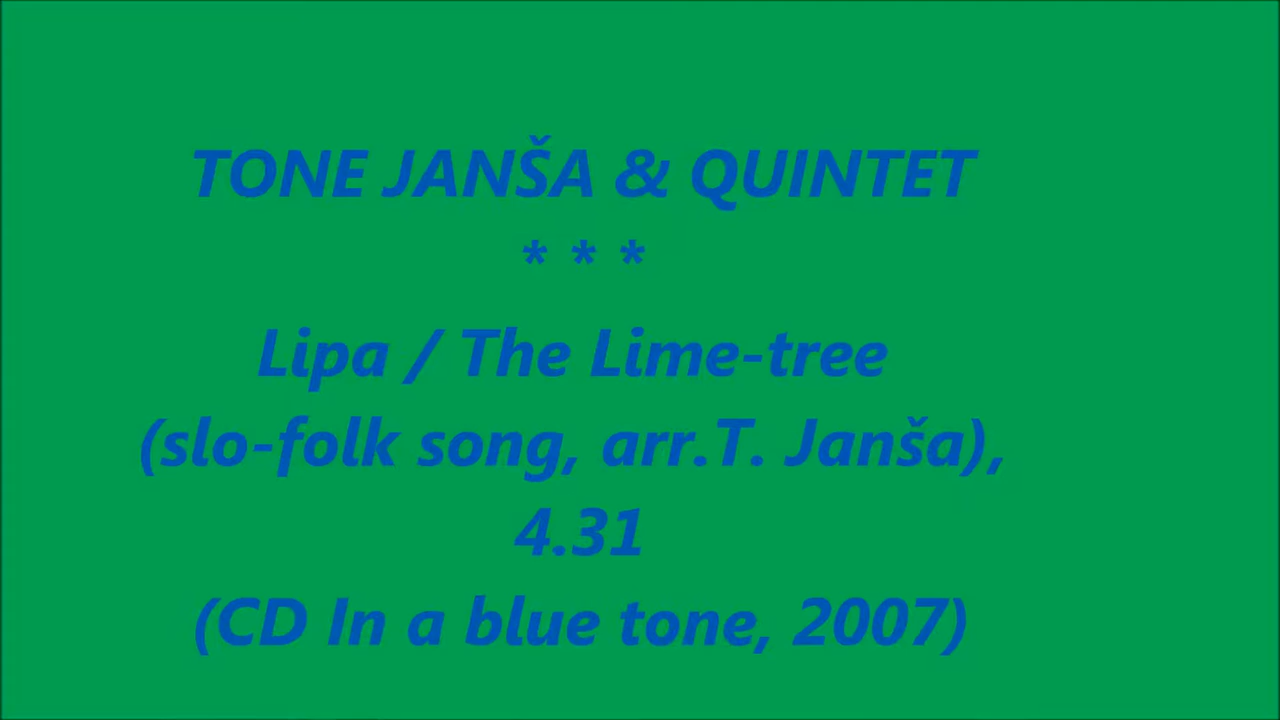 TONE JANŠA & QUINTET
* * *
Lipa / The Lime-tree
(slo-folk song, arr.T. Janša),
4.31
(CD In a blue tone, 2007)